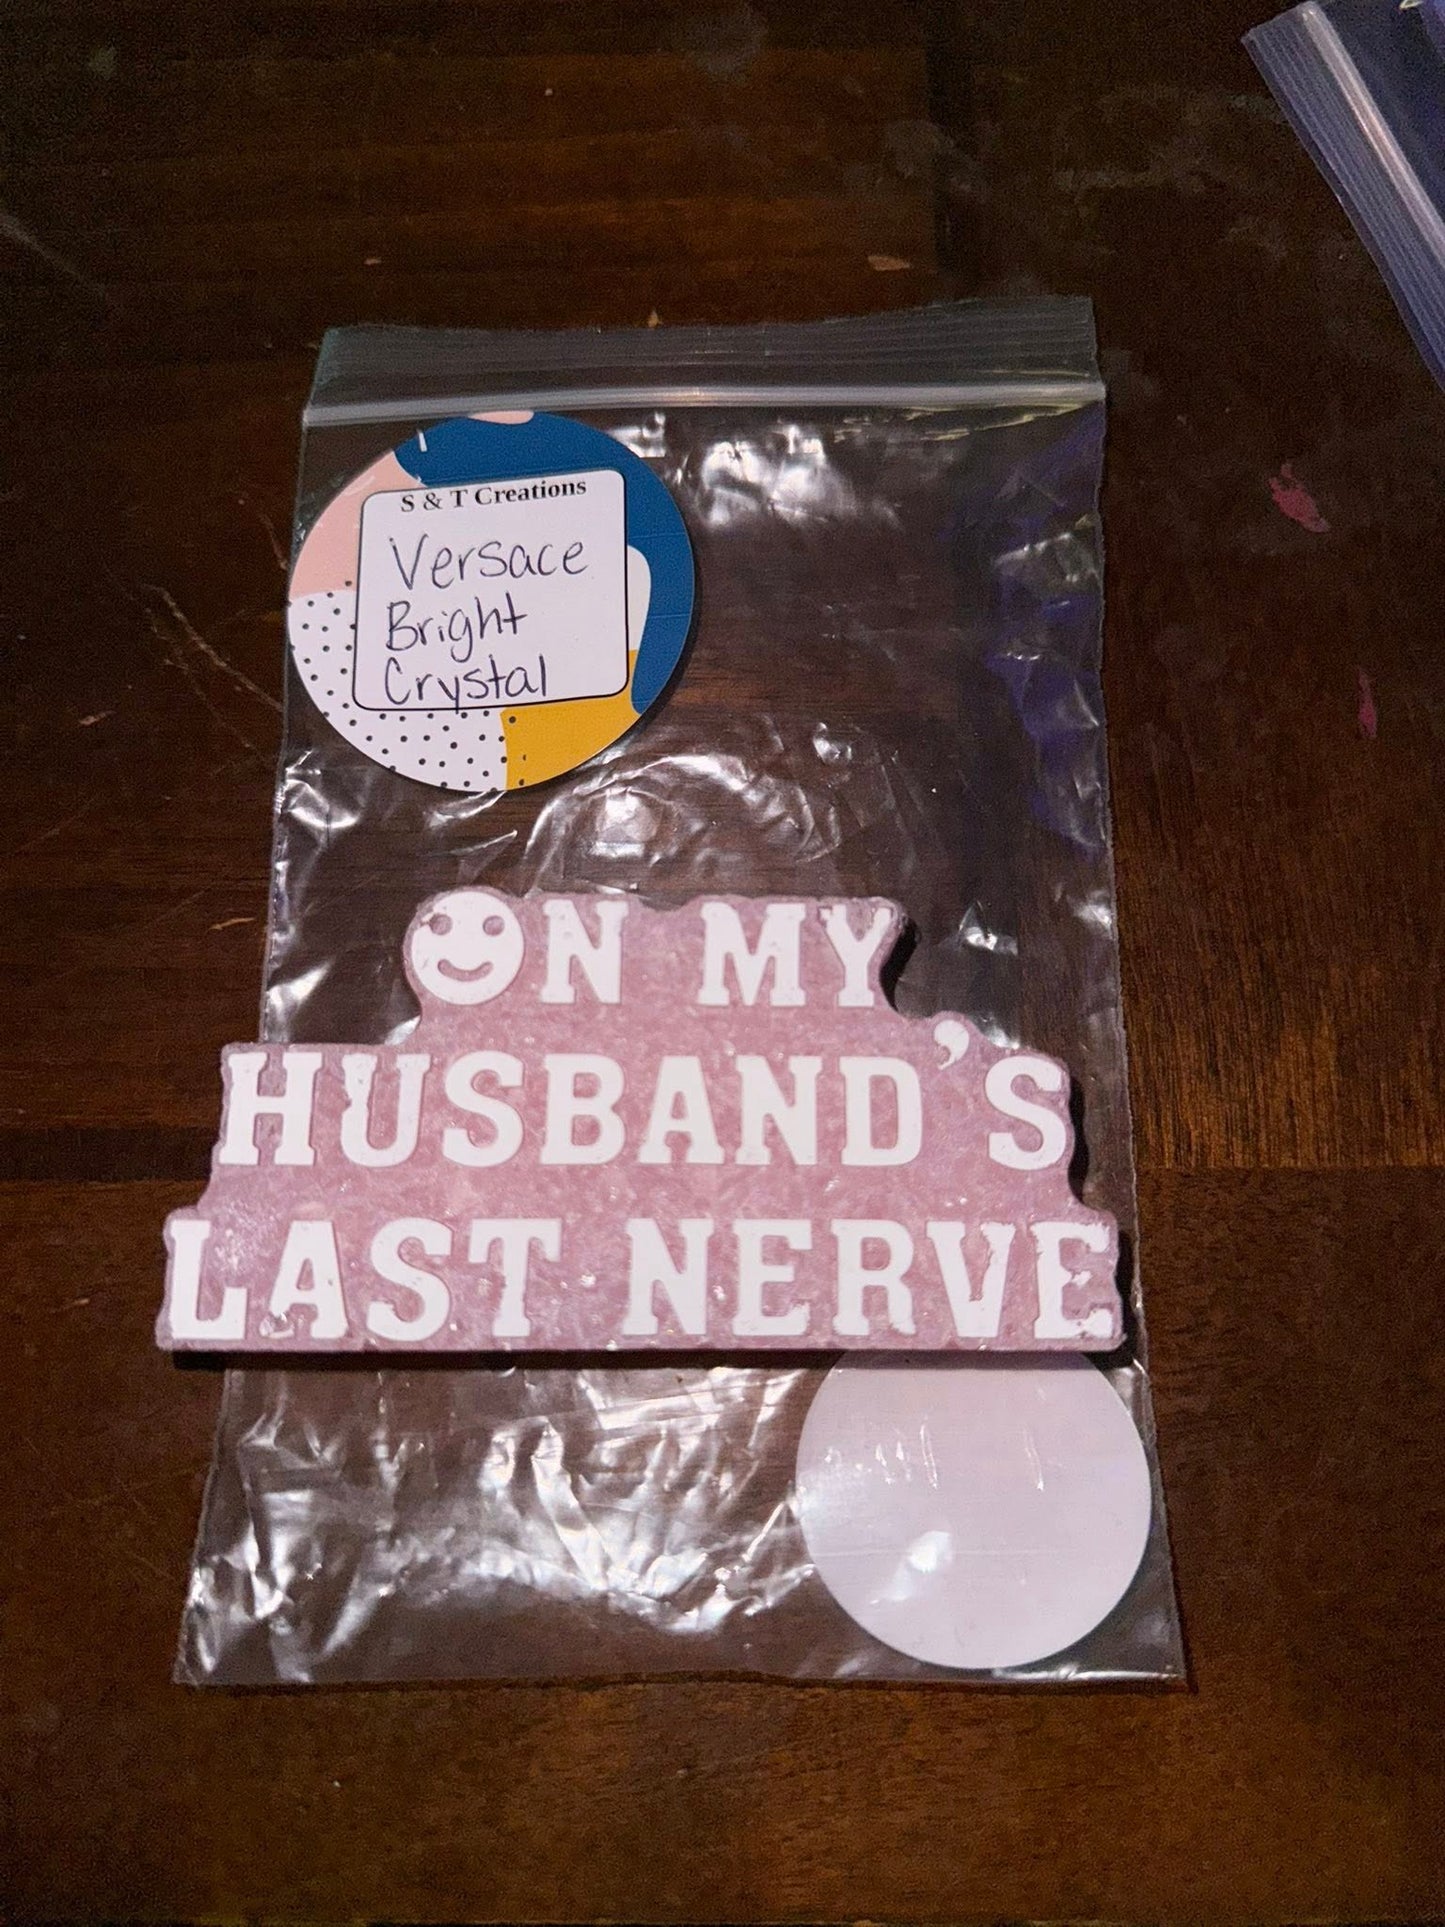 S & T Creations
Versace
Bright
Crystal
ON MY
HUSBAND'S
LAST NERVE